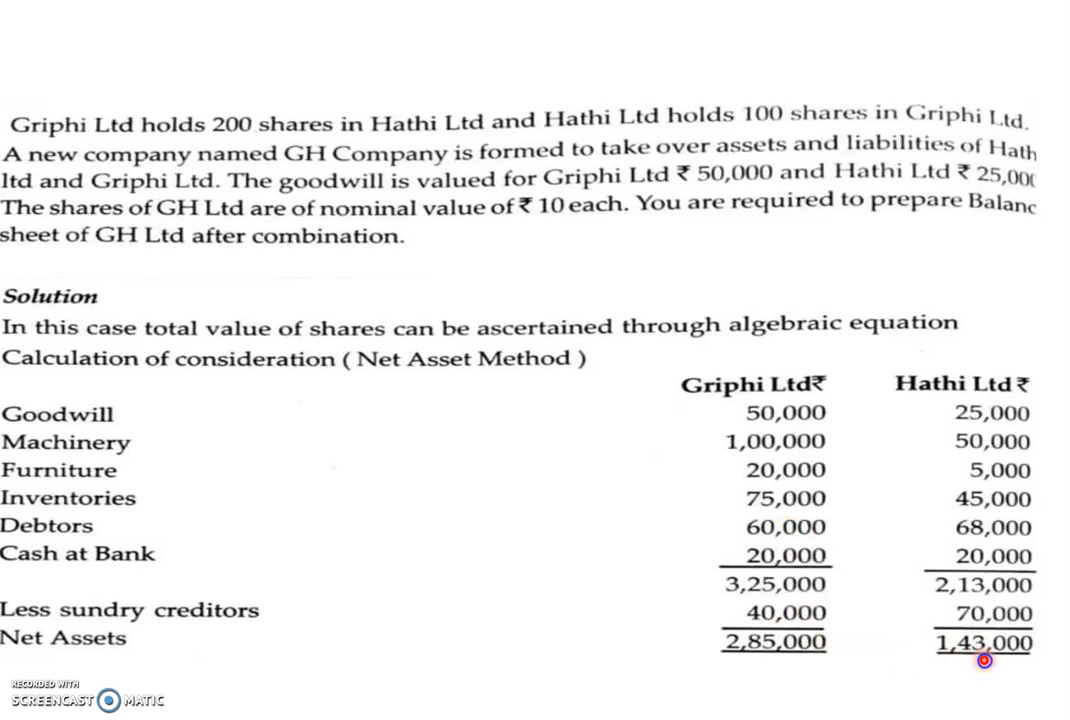 Griphi Ltd holds 200 shares in Hathi Ltd and Hathi Ltd holds 100 shares in Griphi Ltd.
A new company named GH Company is formed to take over assets and liabilities of Hath
ltd and Griphi Ltd. The goodwill is valued for Griphi Ltd ₹ 50,000 and Hathi Ltd ₹ 25,000
The shares of GH Ltd are of nominal value of ₹ 10 each. You are required to prepare Balanc
sheet of GH Ltd after combination.
Solution
In this case total value of shares can be ascertained through algebraic equation
Calculation of consideration ( Net Asset Method )
Griphi Ltd₹ Hathi Ltd ₹
Goodwill 50,000 25,000
Machinery 1,00,000 50,000
Furniture 20,000 5,000
Inventories 75,000 45,000
Debtors 60,000 68,000
Cash at Bank 20,000 20,000
3,25,000 2,13,000
Less sundry creditors 40,000 70,000
Net Assets 2,85,000 1,43,000
RECORDED WITH
SCREENCAST MATIC